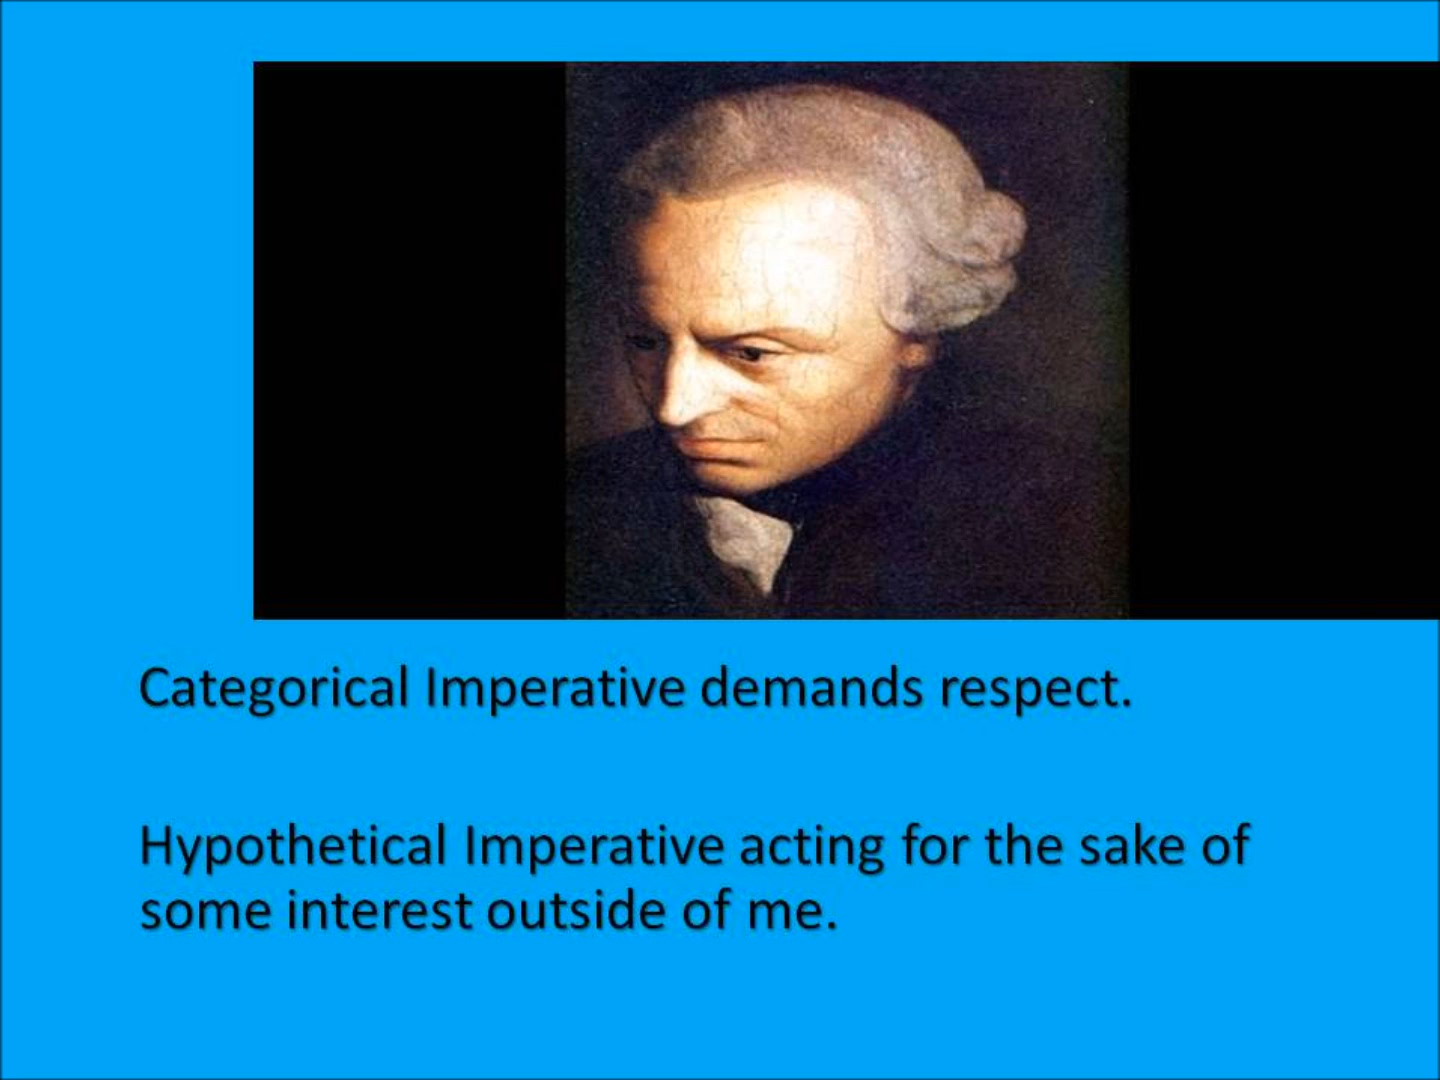 Categorical Imperative demands respect.
Hypothetical Imperative acting for the sake of
some interest outside of me.